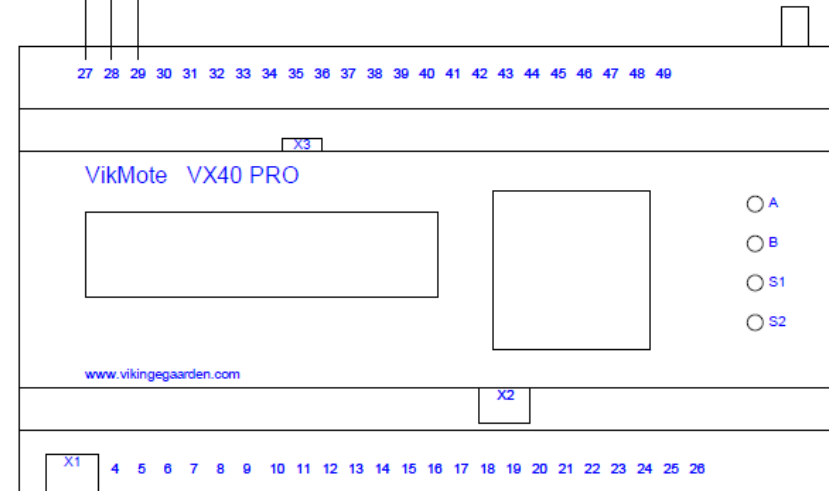 27 28 29 30 31 32 33 34 35 36 37 38 39 40 41 42 43 44 45 46 47 48 49
X3
VikMote VX40 PRO
A
B
S1
S2
www.vikingegaarden.com
X2
X1 4 5 6 7 8 9 10 11 12 13 14 15 16 17 18 19 20 21 22 23 24 25 26